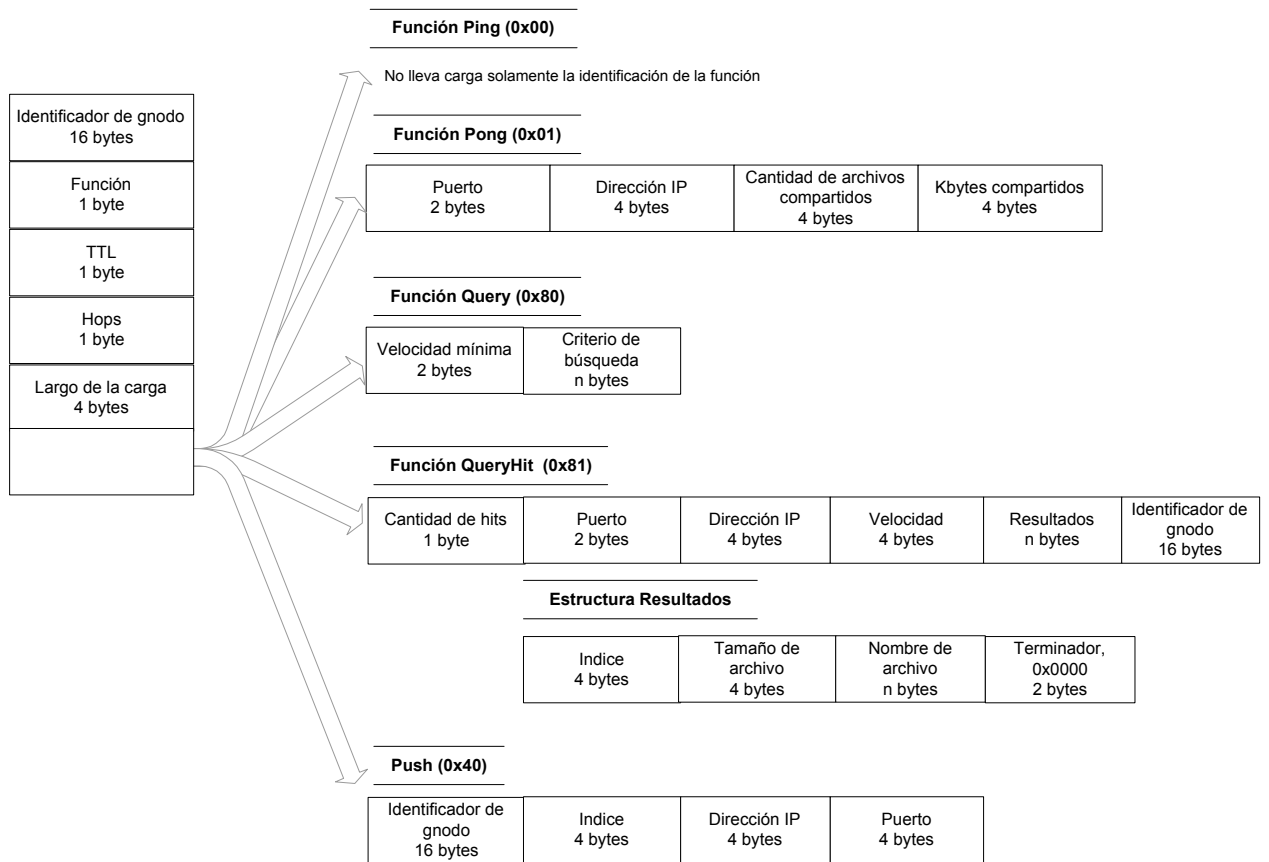 Función Ping (0x00)
No lleva carga solamente la identificación de la función
Identificador de gnodo
16 bytes
Función
1 byte
TTL
1 byte
Hops
1 byte
Largo de la carga
4 bytes
Función Pong (0x01)
Puerto
2 bytes
Dirección IP
4 bytes
Cantidad de archivos
compartidos
4 bytes
Kbytes compartidos
4 bytes
Función Query (0x80)
Velocidad mínima
2 bytes
Criterio de
búsqueda
n bytes
Función QueryHit (0x81)
Cantidad de hits
1 byte
Puerto
2 bytes
Dirección IP
4 bytes
Velocidad
4 bytes
Resultados
n bytes
Identificador de
gnodo
16 bytes
Estructura Resultados
Indice
4 bytes
Tamaño de
archivo
4 bytes
Nombre de
archivo
n bytes
Terminador,
0x0000
2 bytes
Push (0x40)
Identificador de
gnodo
16 bytes
Indice
4 bytes
Dirección IP
4 bytes
Puerto
4 bytes